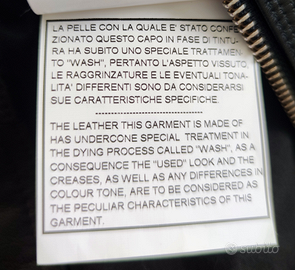 LA PELLE CON LA QUALE E' STATO CONFE
ZIONATO QUESTO CAPO IN FASE DI TINTU-
RA HA SUBITO UNO SPECIALE TRATTAMEN-
TO "WASH", PERTANTO L'ASPETTO VISSUTO,
LE RAGGRINZATURE E LE EVENTUALI TONA-
LITA' DIFFERENTI SONO DA CONSIDERARSI
SUE CARATTERISTICHE SPECIFICHE.
------------------------------
THE LEATHER THIS GARMENT IS MADE OF
HAS UNDERCONE SPECIAL TREATMENT IN
THE DYING PROCESS CALLED "WASH", AS A
CONSEQUENCE THE "USED" LOOK AND THE
CREASES, AS WELL AS ANY DIFFERENCES IN
COLOUR TONE, ARE TO BE CONSIDERED AS
THE PECULIAR CHARACTERISTICS OF THIS
GARMENT.
subito